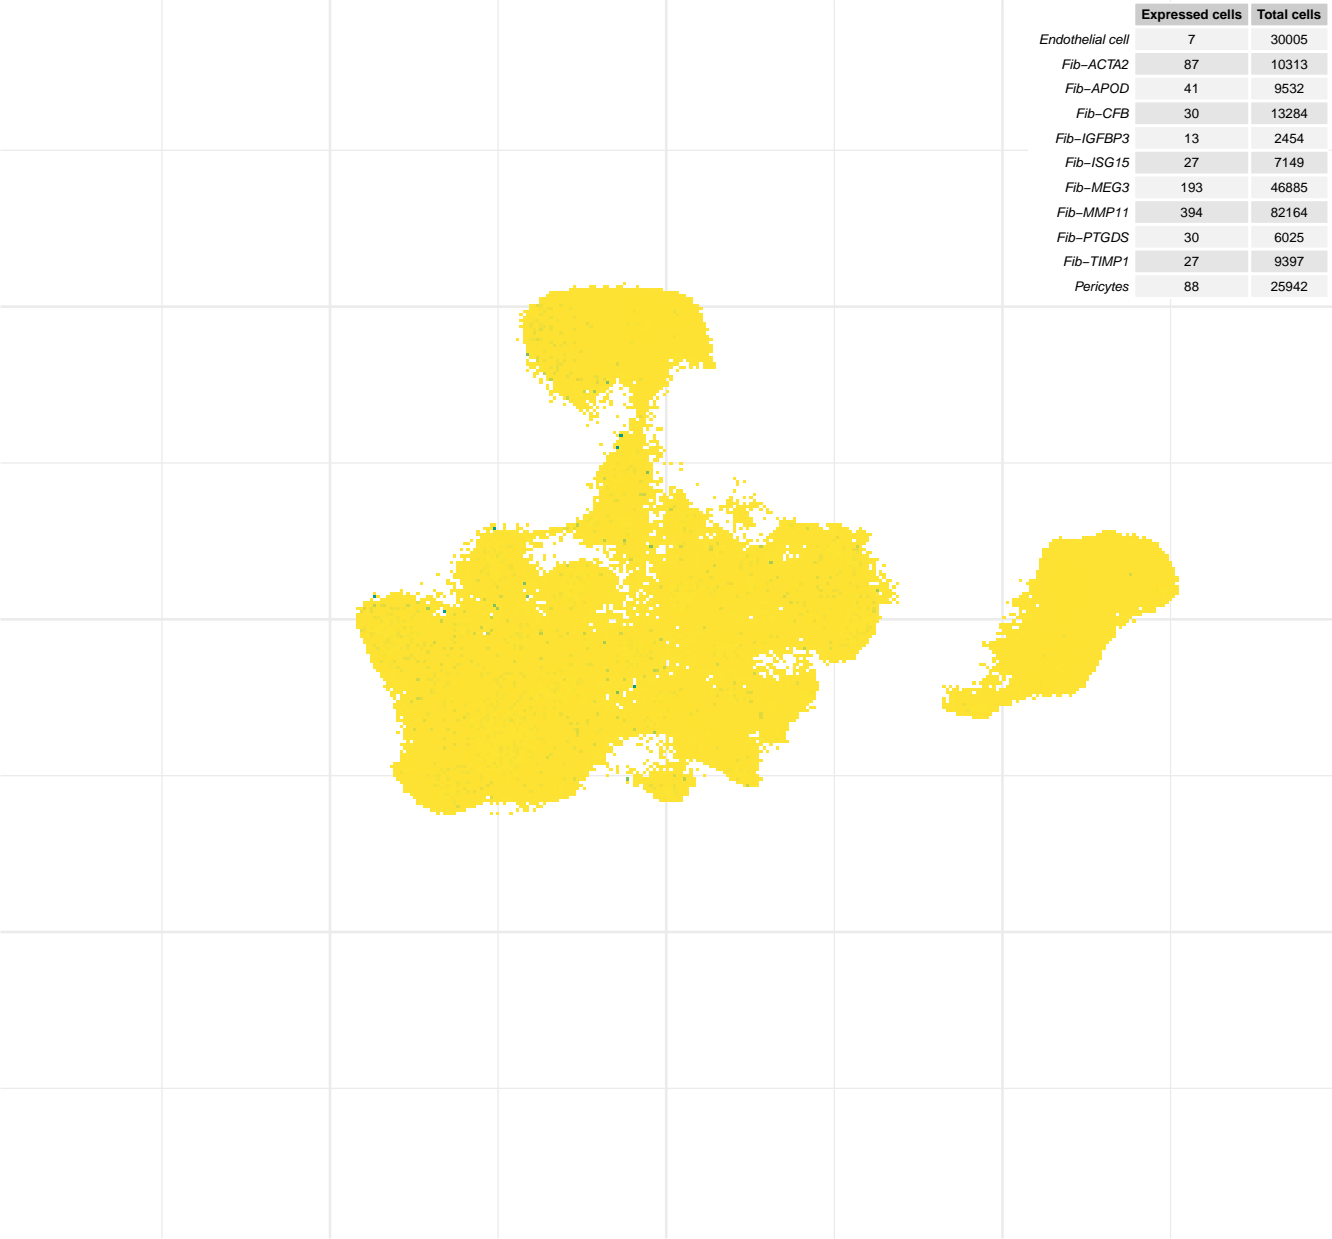 Expressed cells Total cells
Endothelial cell 7 30005
Fib−ACTA2 87 10313
Fib−APOD 41 9532
Fib−CFB 30 13284
Fib−IGFBP3 13 2454
Fib−ISG15 27 7149
Fib−MEG3 193 46885
Fib−MMP11 394 82164
Fib−PTGDS 30 6025
Fib−TIMP1 27 9397
Pericytes 88 25942